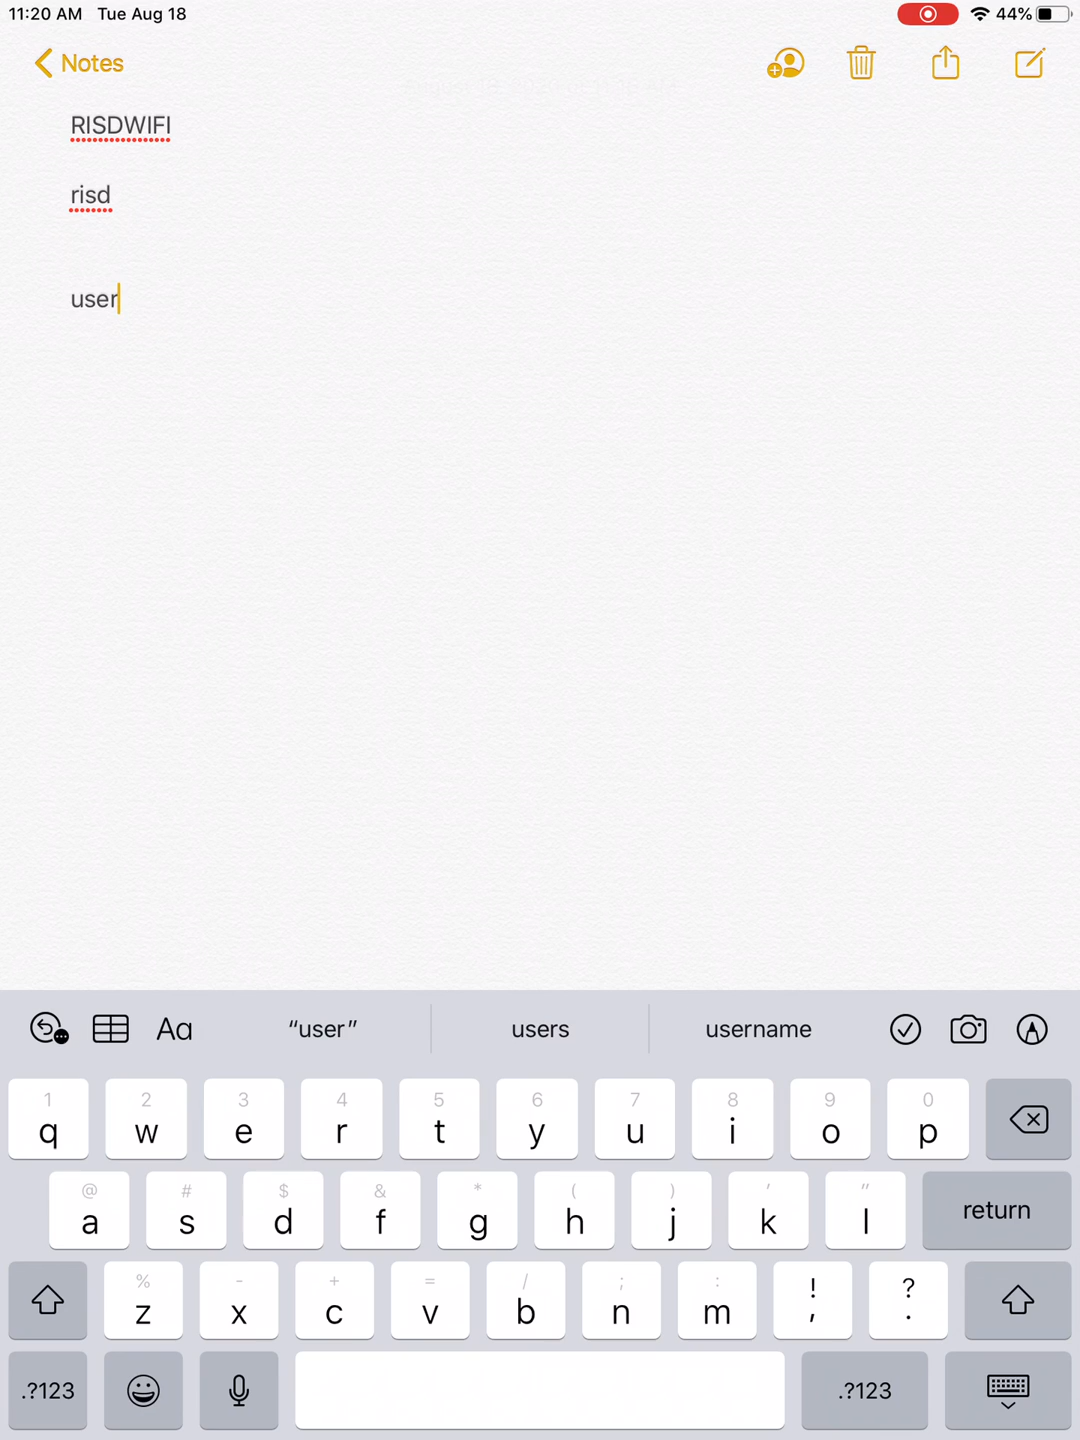 11:20 AM Tue Aug 18 44%
Notes
RISDWIFI
risd
user
Aa "user" users username
1 2 3 4 5 6 7 8 9 0
q w e r t y u i o p
@ # $ & * ( ) ' "
a s d f g h j k l return
% - + = / ; : ! ?
z x c v b n m , .
.?123 .?123